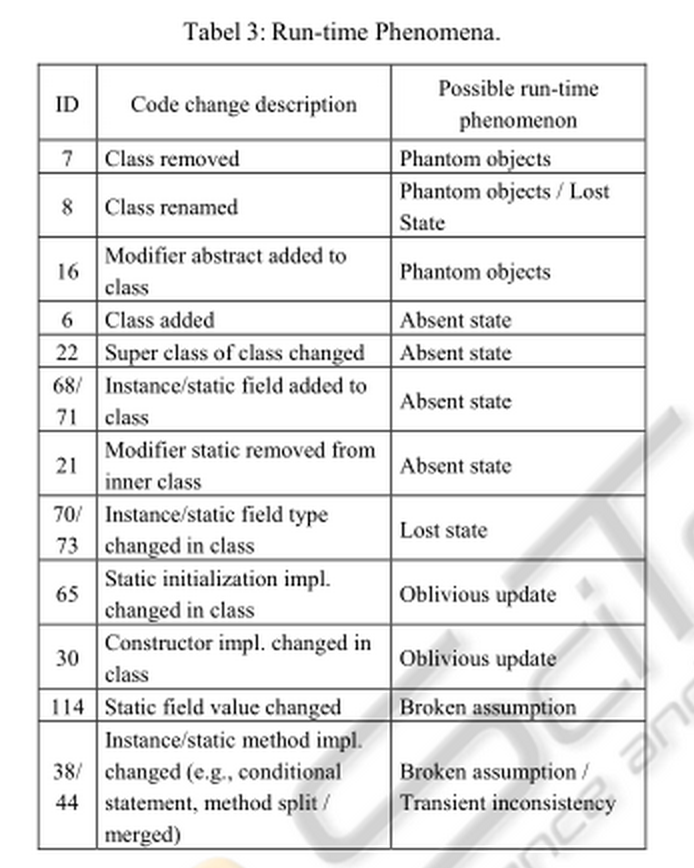 Tabel 3: Run-time Phenomena.
ID Code change description Possible run-time
phenomenon
7 Class removed Phantom objects
8 Class renamed Phantom objects / Lost
State
16 Modifier abstract added to
class Phantom objects
6 Class added Absent state
22 Super class of class changed Absent state
68/
71 Instance/static field added to
class Absent state
21 Modifier static removed from
inner class Absent state
70/
73 Instance/static field type
changed in class Lost state
65 Static initialization impl.
changed in class Oblivious update
30 Constructor impl. changed in
class Oblivious update
114 Static field value changed Broken assumption
38/
44 Instance/static method impl.
changed (e.g., conditional
statement, method split /
merged) Broken assumption /
Transient inconsistency